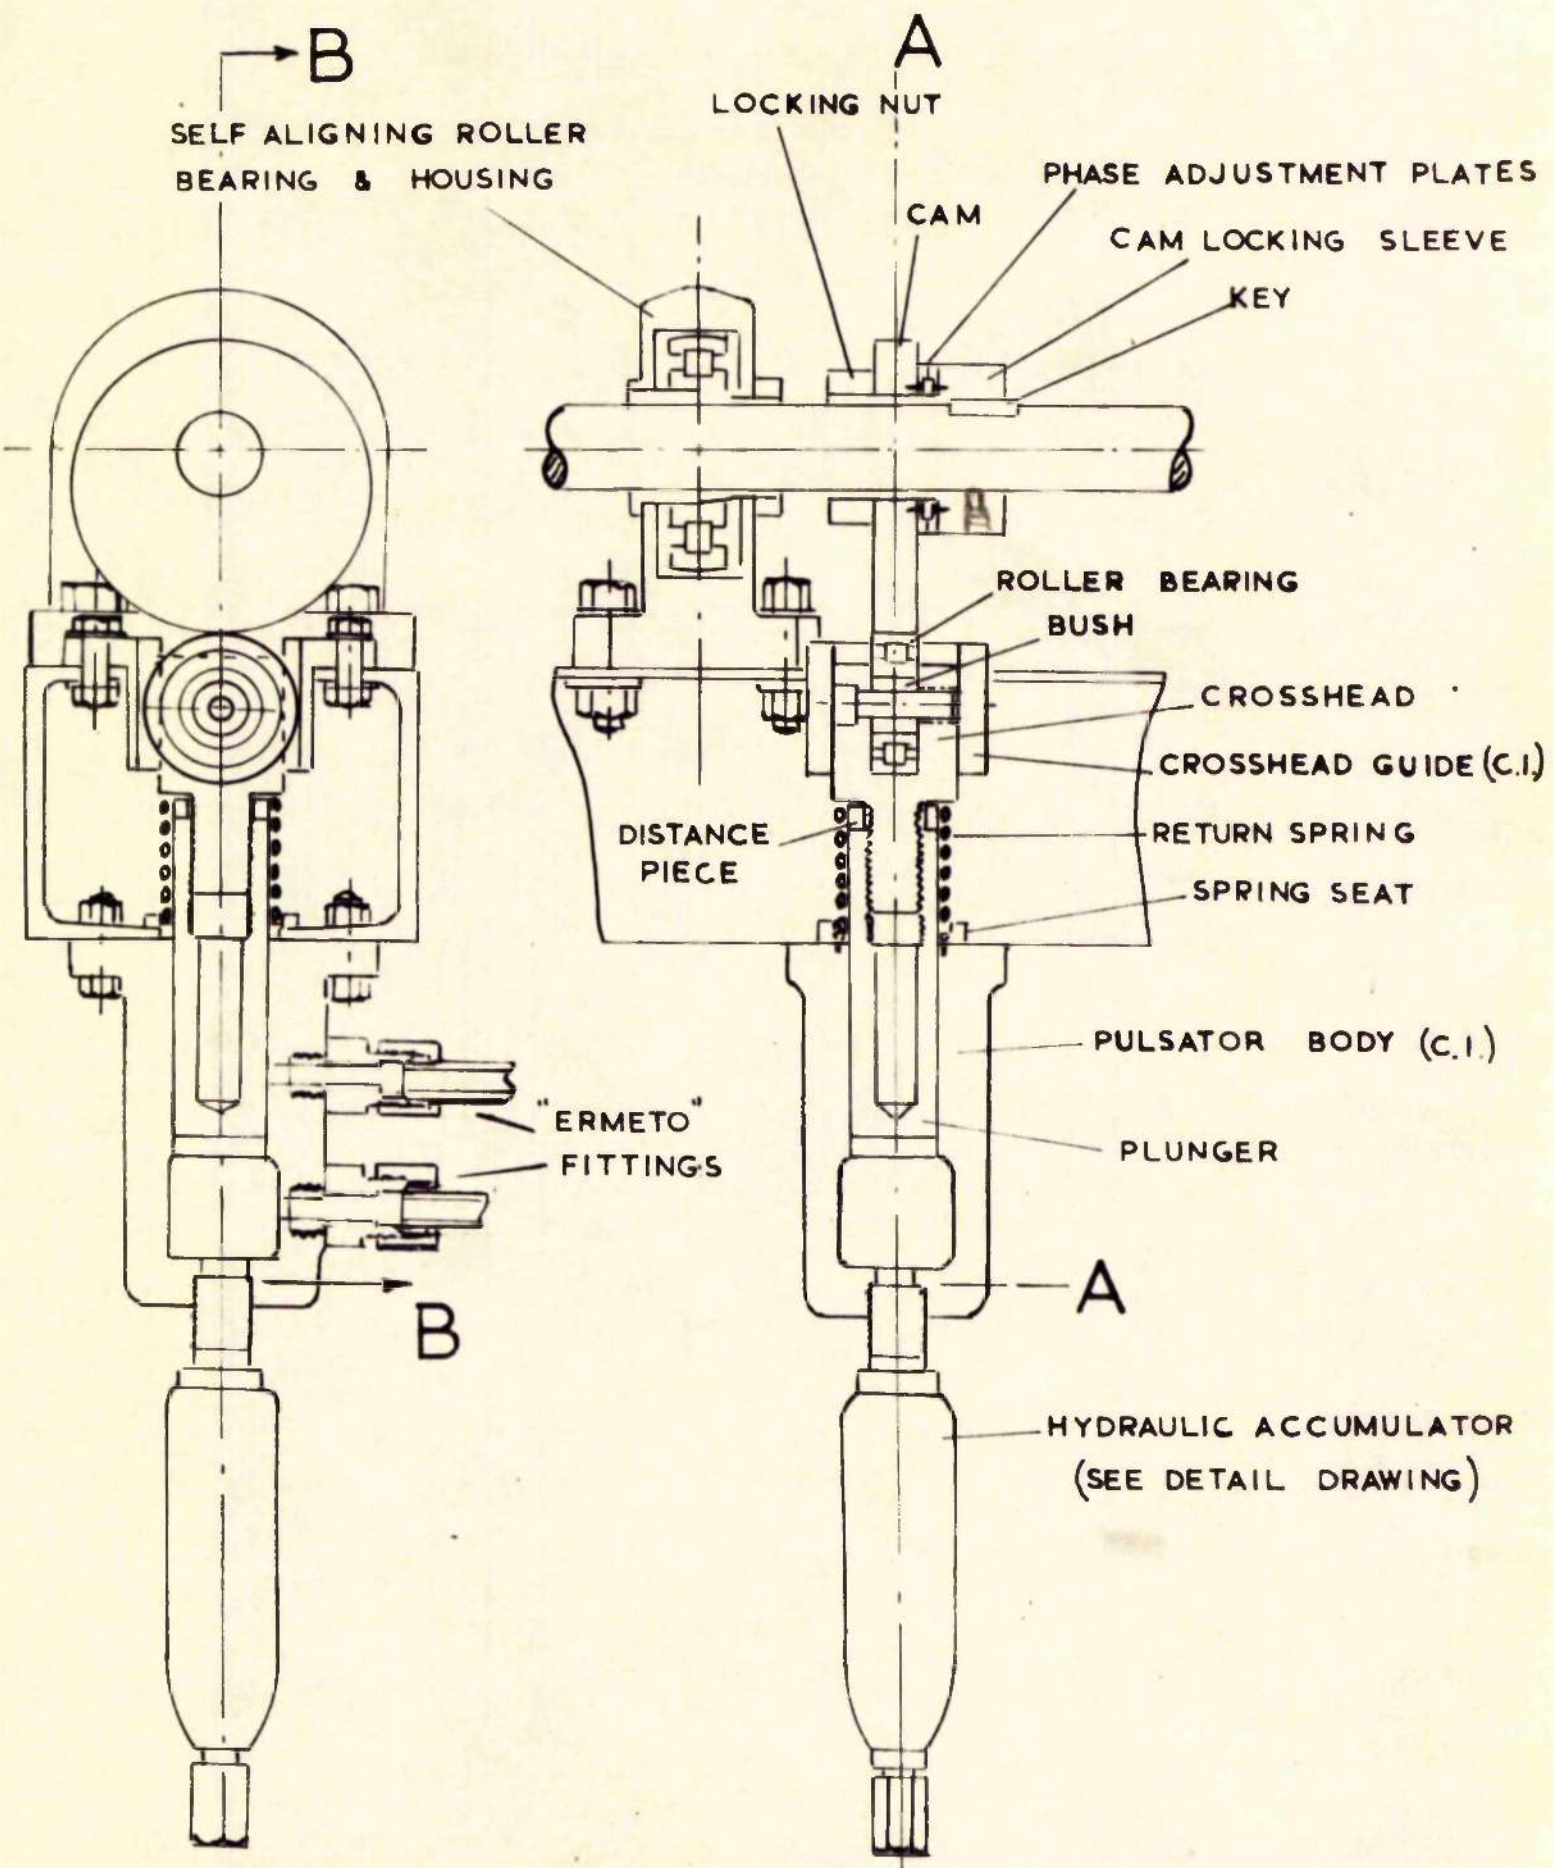 B
A
SELF ALIGNING ROLLER
BEARING & HOUSING
LOCKING NUT
PHASE ADJUSTMENT PLATES
CAM
CAM LOCKING SLEEVE
KEY
ROLLER BEARING
BUSH
CROSSHEAD
CROSSHEAD GUIDE (C.I.)
DISTANCE
PIECE
RETURN SPRING
SPRING SEAT
PULSATOR BODY (C.I.)
"ERMETO"
FITTINGS
PLUNGER
B
A
HYDRAULIC ACCUMULATOR
(SEE DETAIL DRAWING)